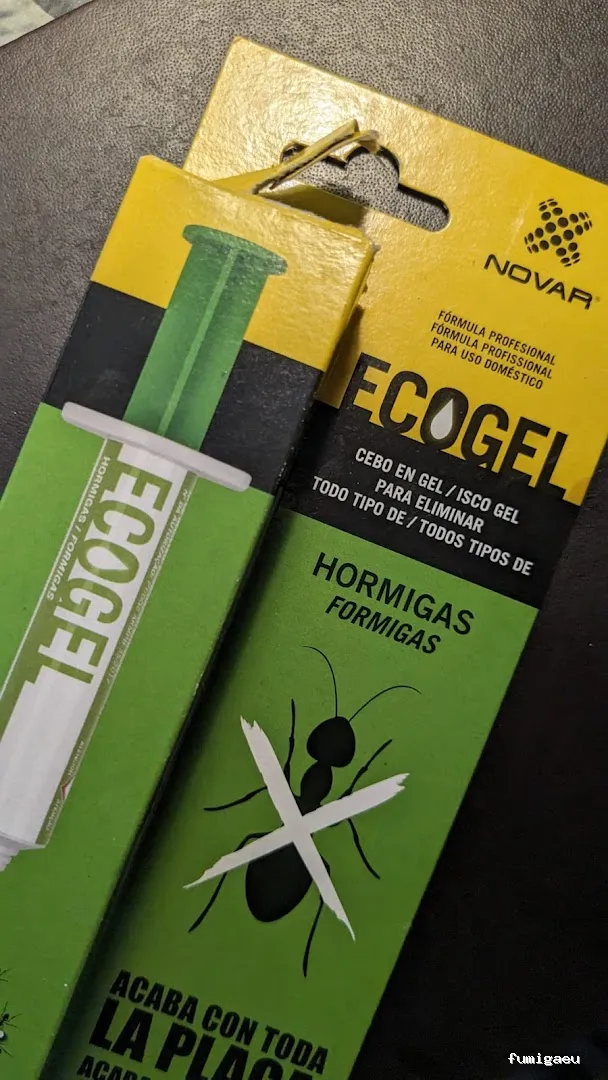 NOVAR
FÓRMULA PROFESIONAL
FÓRMULA PROFISSIONAL
PARA USO DOMÉSTICO
ECOGEL
CEBO EN GEL / ISCO GEL
PARA ELIMINAR
TODO TIPO DE / TODOS TIPOS DE
HORMIGAS
FORMIGAS
ACABA CON TODA
LA PLAGA
ACABA
ECOGEL
HORMIGAS / FORMIGAS
fumigaeu